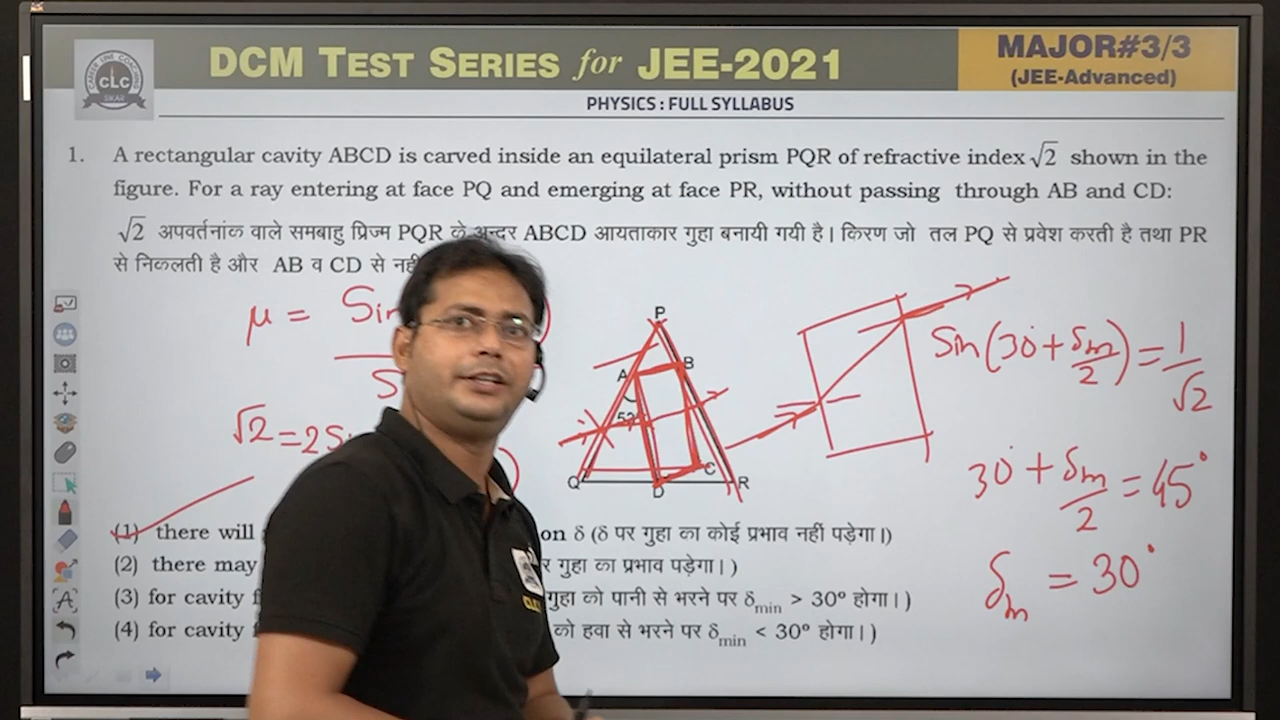 CAREER LINE COACHING
CLC
SIKAR
DCM TEST SERIES for JEE-2021
MAJOR#3/3
(JEE-Advanced)
PHYSICS : FULL SYLLABUS
1. A rectangular cavity ABCD is carved inside an equilateral prism PQR of refractive index √2 shown in the
figure. For a ray entering at face PQ and emerging at face PR, without passing through AB and CD:
√2 अपवर्तनांक वाले समबाहु प्रिज्म PQR के अन्दर ABCD आयताकार गुहा बनायी गयी है। किरण जो तल PQ से प्रवेश करती है तथा PR
से निकलती है और AB व CD से नही
μ = Sin
S
√2 = 2S
P
A
B
52
Q
D
C
R
Sin(30°+δm/2) = 1/√2
30° + δm/2 = 45°
δm = 30°
(1) there will on δ (δ पर गुहा का कोई प्रभाव नहीं पड़ेगा।)
(2) there may र गुहा का प्रभाव पड़ेगा।)
(3) for cavity गुहा को पानी से भरने पर δmin > 30° होगा।)
(4) for cavity को हवा से भरने पर δmin < 30° होगा।)